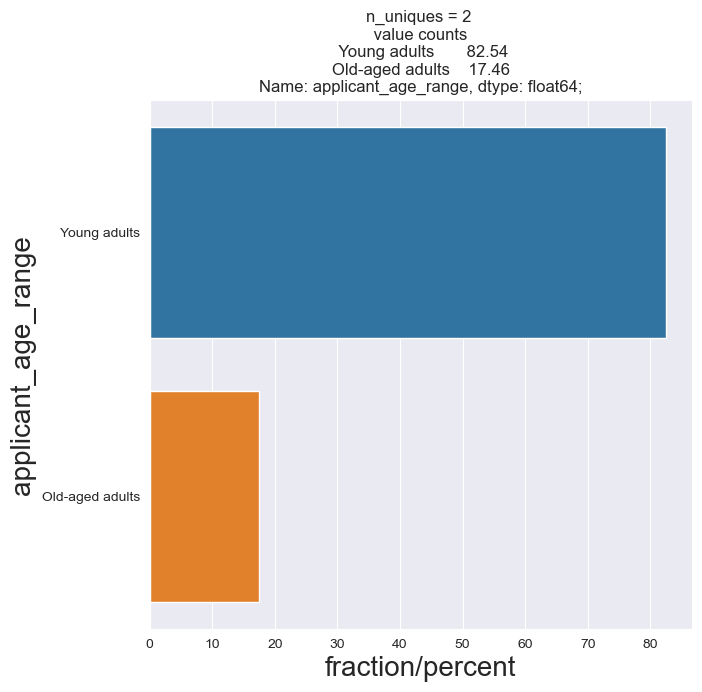 n_uniques = 2
value counts
Young adults 82.54
Old-aged adults 17.46
Name: applicant_age_range, dtype: float64;
applicant_age_range
Young adults
Old-aged adults
0 10 20 30 40 50 60 70 80
fraction/percent